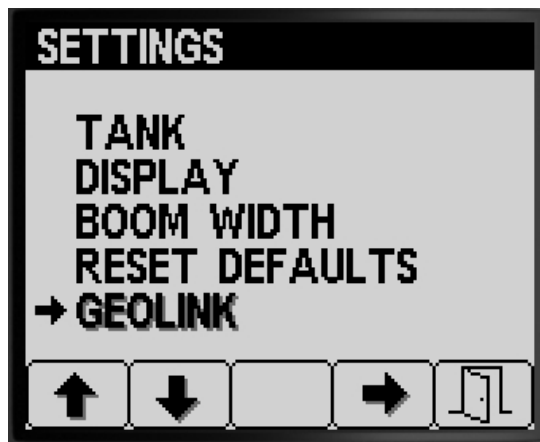 SETTINGS
TANK
DISPLAY
BOOM WIDTH
RESET DEFAULTS
GEOLINK